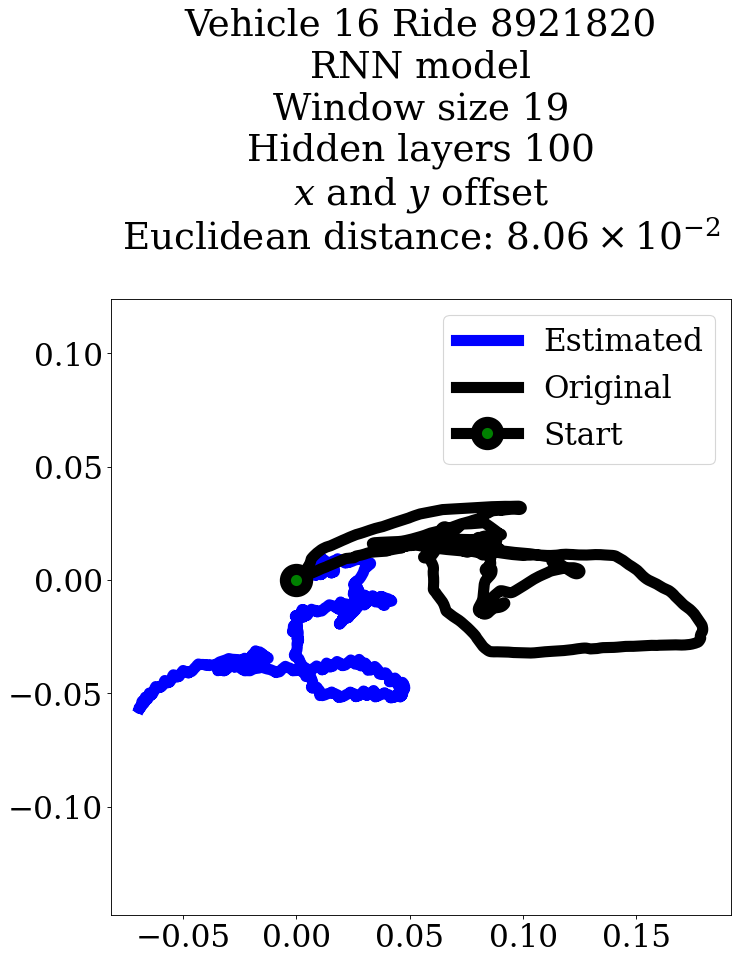 Vehicle 16 Ride 8921820
RNN model
Window size 19
Hidden layers 100
x and y offset
Euclidean distance: 8.06 × 10⁻²
Estimated
Original
Start
0.10
0.05
0.00
−0.05
−0.10
−0.05 0.00 0.05 0.10 0.15